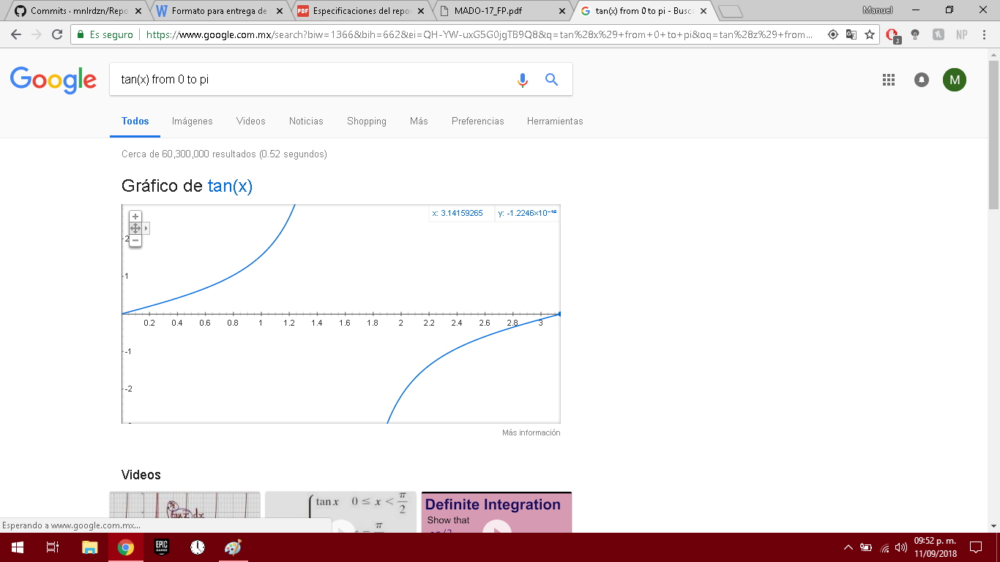 Commits · mnlrdzn/Repo
Formato para entrega de
Especificaciones del repo
MADO-17_FP.pdf
tan(x) from 0 to pi - Busc
Manuel
Es seguro
https://www.google.com.mx/search?biw=1366&bih=662&ei=QH-YW-uxG5G0jgTB9Q8&q=tan%28x%29+from+0+to+pi&oq=tan%28z%29+from...
3
NP
Google
tan(x) from 0 to pi
M
Todos Imágenes Videos Noticias Shopping Más Preferencias Herramientas
Cerca de 60,300,000 resultados (0.52 segundos)
Gráfico de tan(x)
x: 3.14159265 y: -1.2246×10⁻¹⁶
2
1
0.2 0.4 0.6 0.8 1 1.2 1.4 1.6 1.8 2 2.2 2.4 2.6 2.8 3
-1
-2
Más información
Videos
tan x 0 ≤ x < π/2
Definite Integration
Show that
Esperando a www.google.com.mx...
EPIC GAMES
09:52 p. m.
11/09/2018